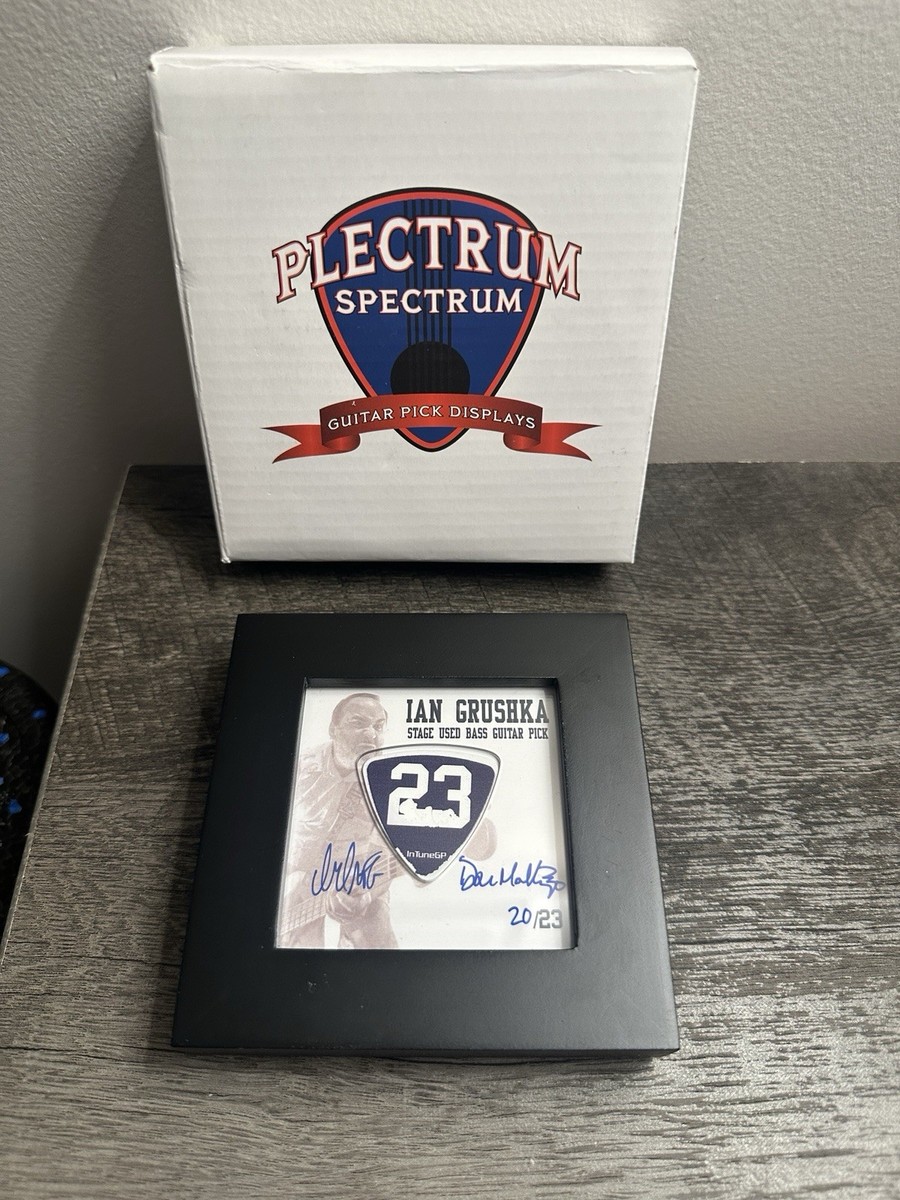 PLECTRUM
SPECTRUM
GUITAR PICK DISPLAYS
IAN GRUSHKA
STAGE USED BASS GUITAR PICK
23
InTuneGP
20/23